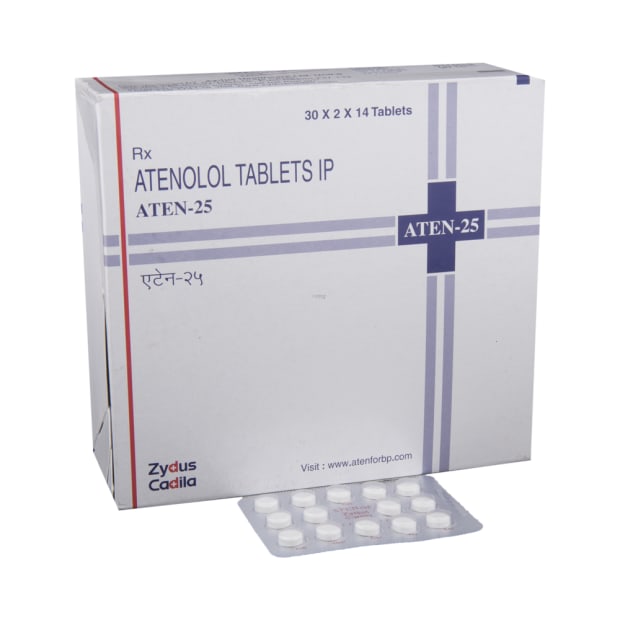 30 X 2 X 14 Tablets
Rx
ATENOLOL TABLETS IP
ATEN-25
ATEN-25
एटेन-२५
Zydus
Cadila
Visit : www.atenforbp.com